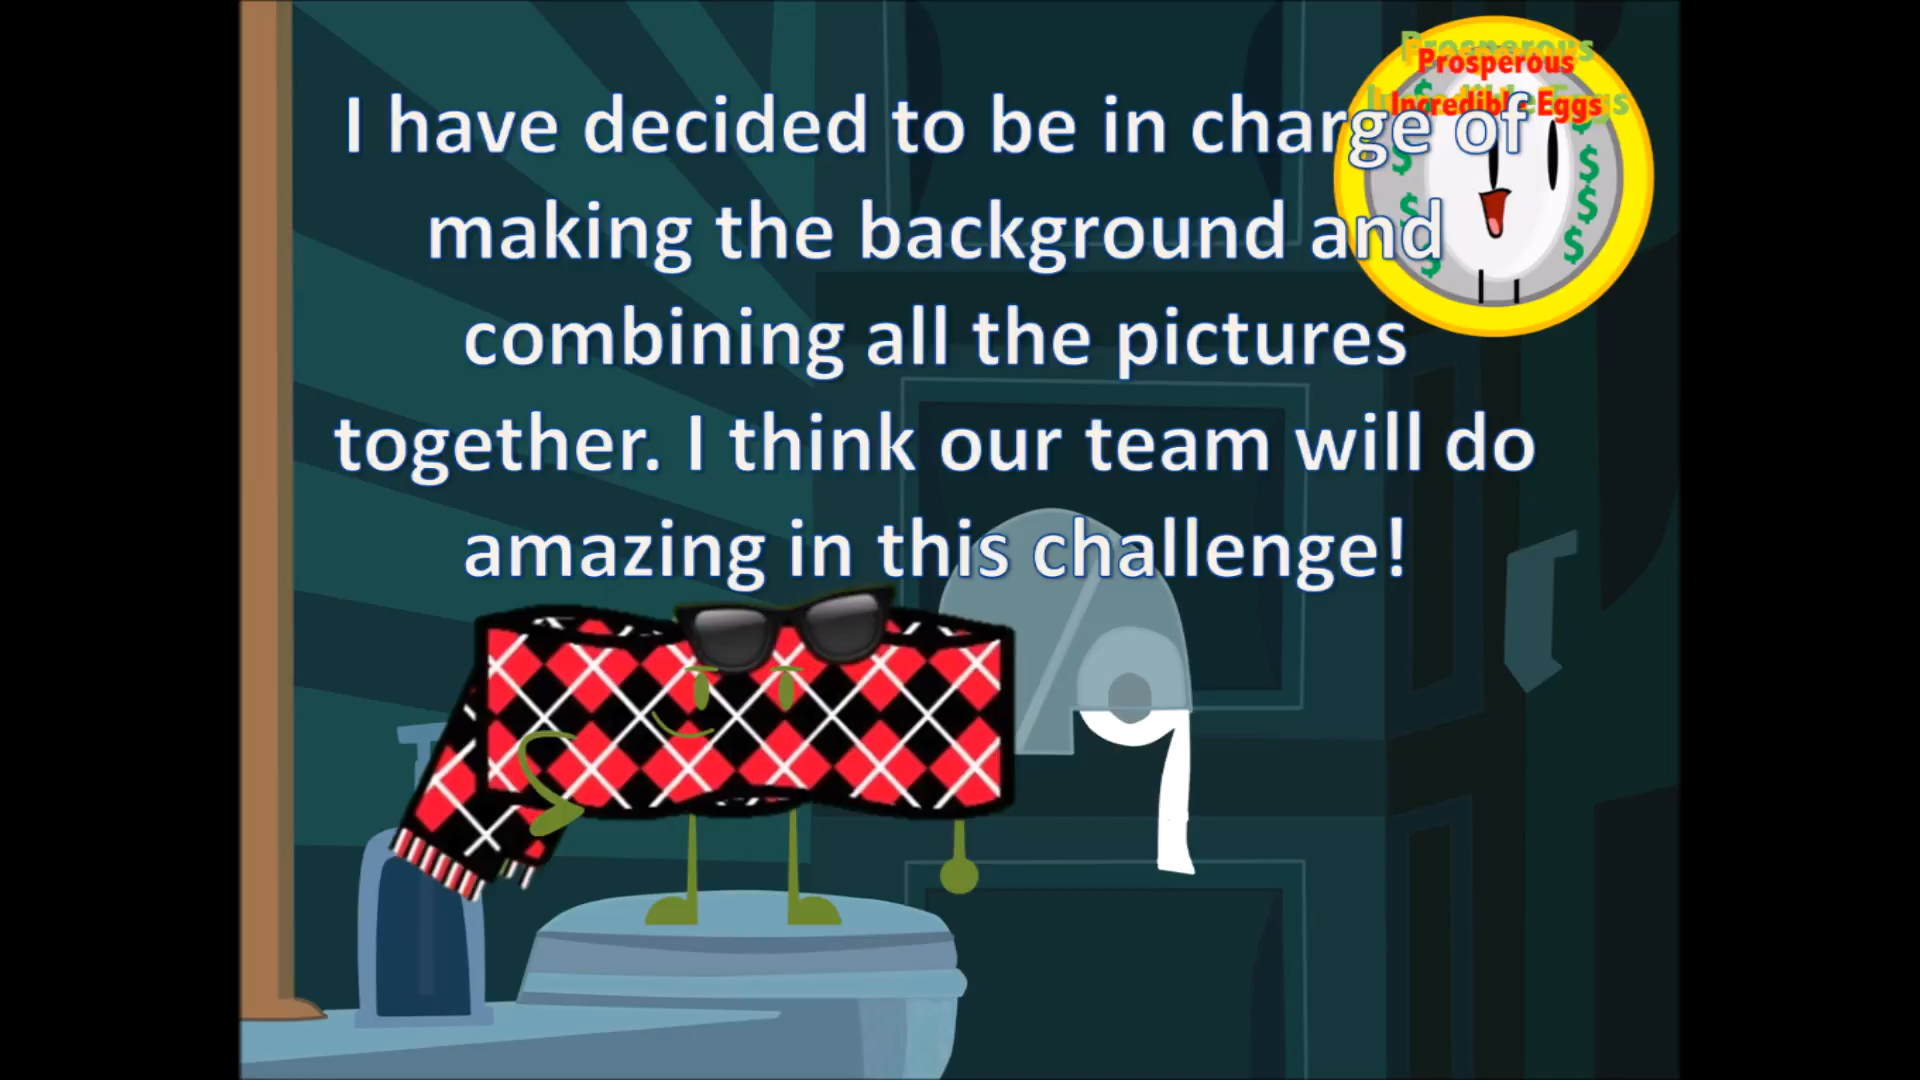 Prosperous
Incredible Eggs
I have decided to be in charge of
making the background and
combining all the pictures
together. I think our team will do
amazing in this challenge!